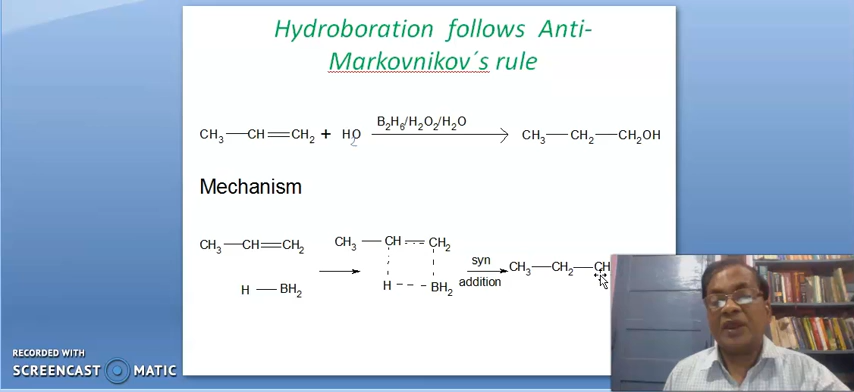 Hydroboration follows Anti-
Markovnikov´s rule
B₂H₆/H₂O₂/H₂O
CH₃—CH=CH₂ + H₂O → CH₃—CH₂—CH₂OH
Mechanism
CH₃—CH=CH₂
CH₃—CH---CH₂
H—BH₂
H---BH₂
syn
addition
CH₃—CH₂—CH
RECORDED WITH
SCREENCAST MATIC